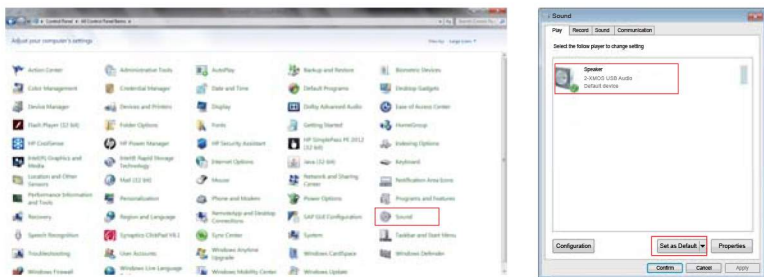 Control Panel All Control Panel Items
Adjust your computer's settings
View by: Large icons
Action Center
Administrative Tools
AutoPlay
Backup and Restore
Biometric Devices
Color Management
Credential Manager
Date and Time
Default Programs
Desktop Gadgets
Device Manager
Devices and Printers
Display
Dolby Advanced Audio
Ease of Access Center
Flash Player (32 bit)
Folder Options
Fonts
Getting Started
HomeGroup
HP CoolSense
HP Power Manager
HP Security Assistant
HP SimplePass PE 2012
(32 bit)
Indexing Options
Intel(R) Graphics and
Media
Intel® Rapid Storage
Technology
Internet Options
Java (32 bit)
Keyboard
Location and Other
Sensors
Mail (32 bit)
Mouse
Network and Sharing
Center
Notification Area Icons
Performance Information
and Tools
Personalization
Phone and Modem
Power Options
Programs and Features
Recovery
Region and Language
RemoteApp and Desktop
Connections
SAP GUI Configuration
Sound
Speech Recognition
Synaptics ClickPad V8.1
Sync Center
System
Taskbar and Start Menu
Troubleshooting
User Accounts
Windows Anytime
Upgrade
Windows CardSpace
Windows Defender
Windows Firewall
Windows Live Language
Windows Mobility Center
Windows Update
Sound
Play Record Sound Communication
Select the follow player to change setting
Speaker
2-XMOS USB Audio
Default device
Configuration
Set as Default
Properties
Confirm
Cancel
Apply